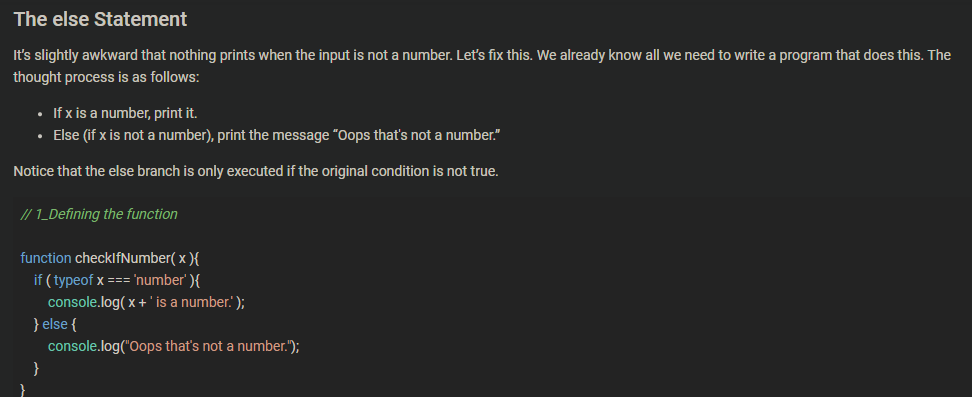 The else Statement
It’s slightly awkward that nothing prints when the input is not a number. Let’s fix this. We already know all we need to write a program that does this. The
thought process is as follows:
• If x is a number, print it.
• Else (if x is not a number), print the message “Oops that's not a number.”
Notice that the else branch is only executed if the original condition is not true.
// 1_Defining the function
function checkIfNumber( x ){
if ( typeof x === 'number' ){
console.log( x + ' is a number.' );
} else {
console.log("Oops that's not a number.");
}
}